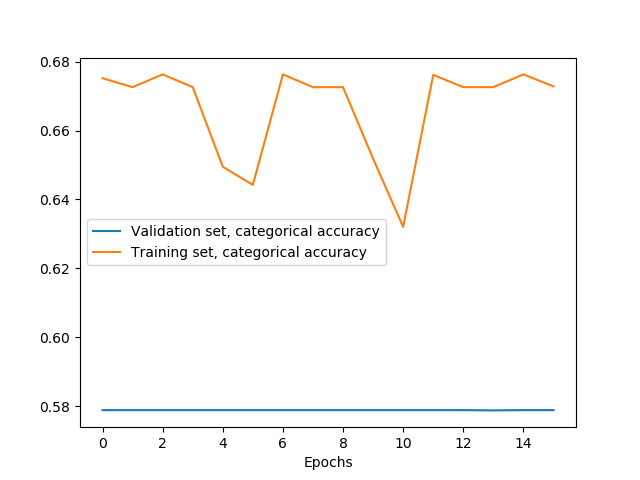 0.68
0.66
0.64
0.62
0.60
0.58
Validation set, categorical accuracy
Training set, categorical accuracy
0 2 4 6 8 10 12 14
Epochs